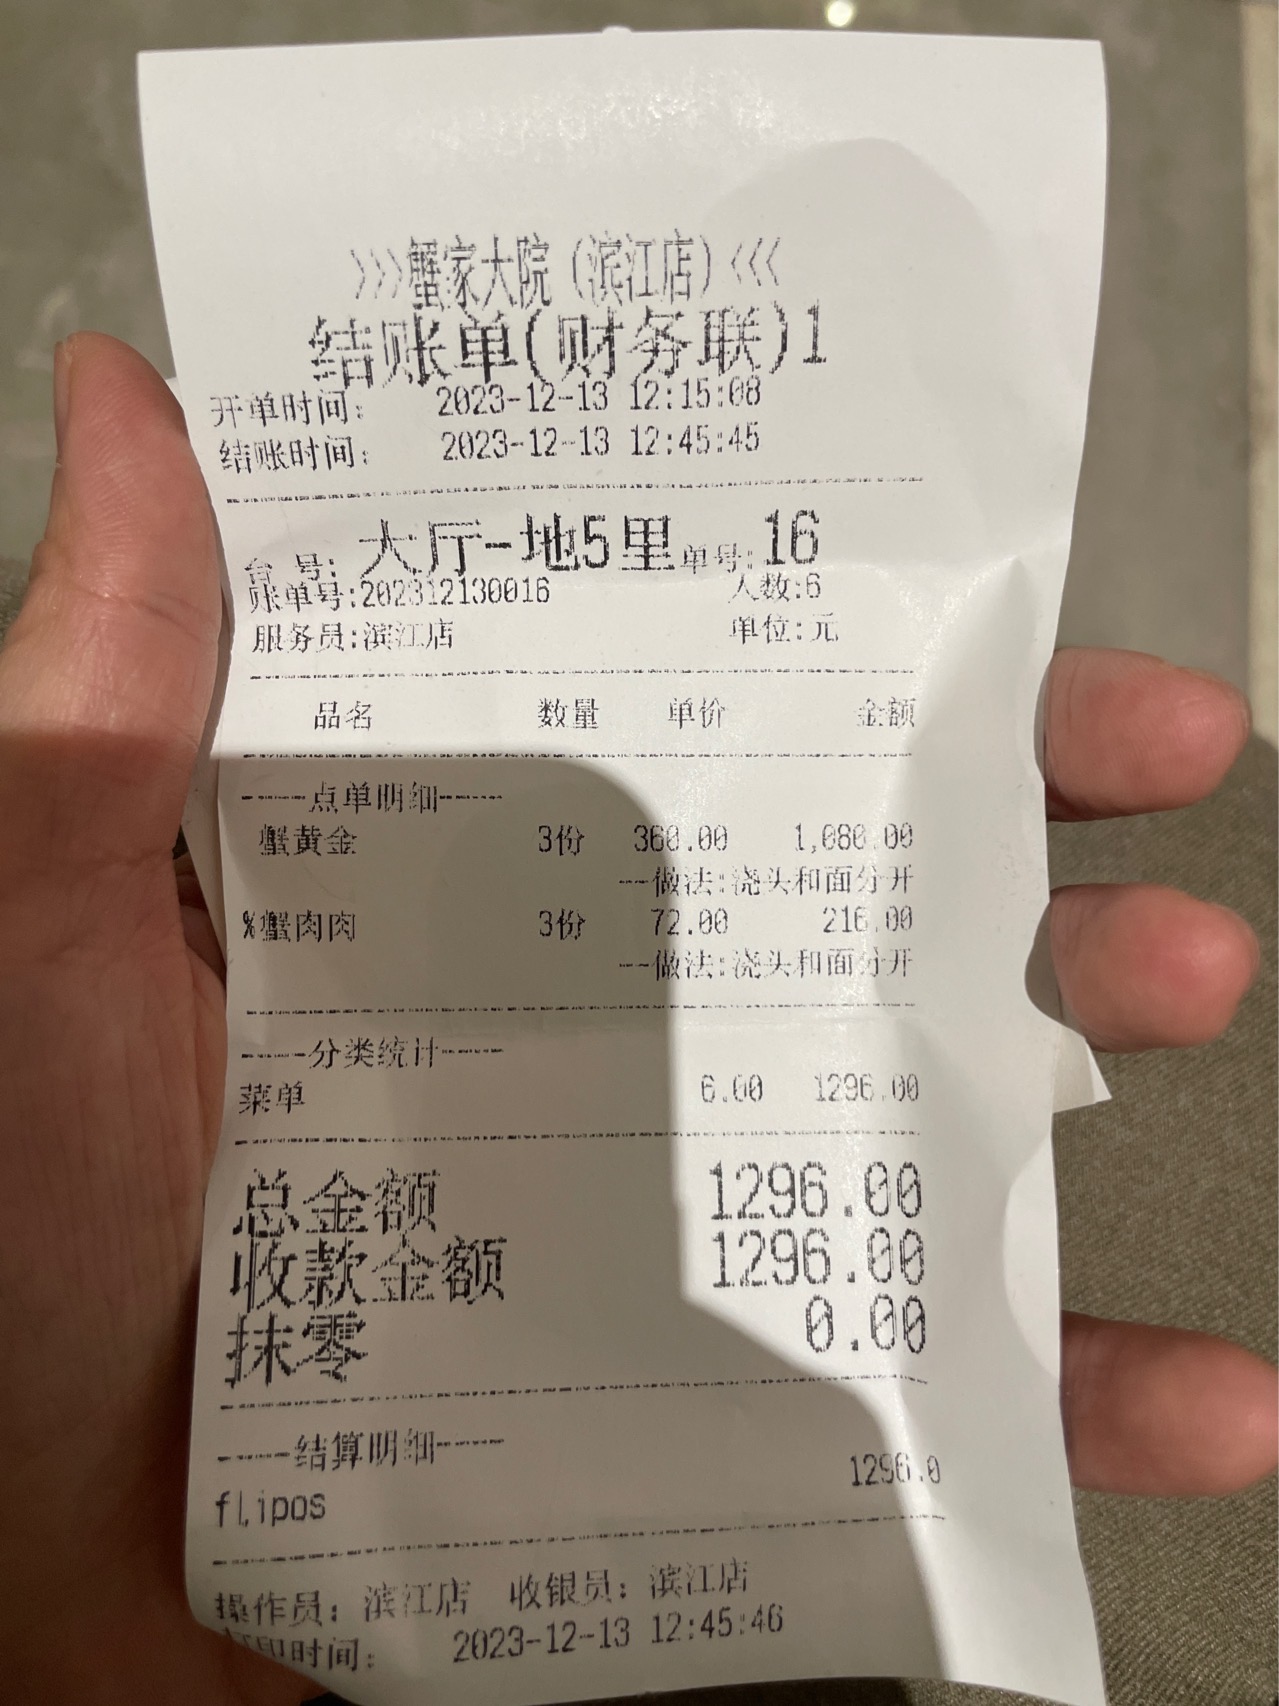 >>>蟹家大院（滨江店）<<<
结账单(财务联)1
开单时间: 2023-12-13 12:15:08
结账时间: 2023-12-13 12:45:45
台 号: 大厅-地5里 单号: 16
账单号:202312130016 人数:6
服务员:滨江店 单位:元
品名 数量 单价 金额
-----点单明细-----
蟹黄金 3份 360.00 1,080.00
--做法:浇头和面分开
%蟹肉肉 3份 72.00 216.00
--做法:浇头和面分开
-----分类统计-----
菜单 6.00 1296.00
总金额 1296.00
收款金额 1296.00
抹零 0.00
-----结算明细-----
flipos 1296.0
操作员: 滨江店 收银员: 滨江店
打印时间: 2023-12-13 12:45:46